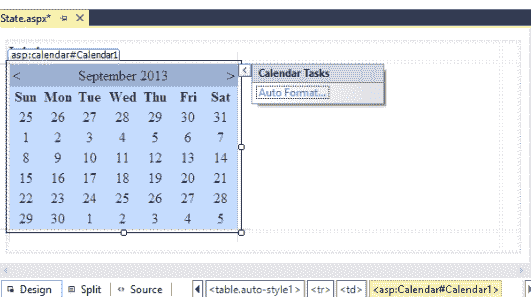 State.aspx*
asp:calendar#Calendar1
< September 2013 >
< Calendar Tasks
Sun Mon Tue Wed Thu Fri Sat
Auto Format...
25 26 27 28 29 30 31
1 2 3 4 5 6 7
8 9 10 11 12 13 14
15 16 17 18 19 20 21
22 23 24 25 26 27 28
29 30 1 2 3 4 5
Design Split Source <table.auto-style1> <tr> <td> <asp:Calendar#Calendar1>